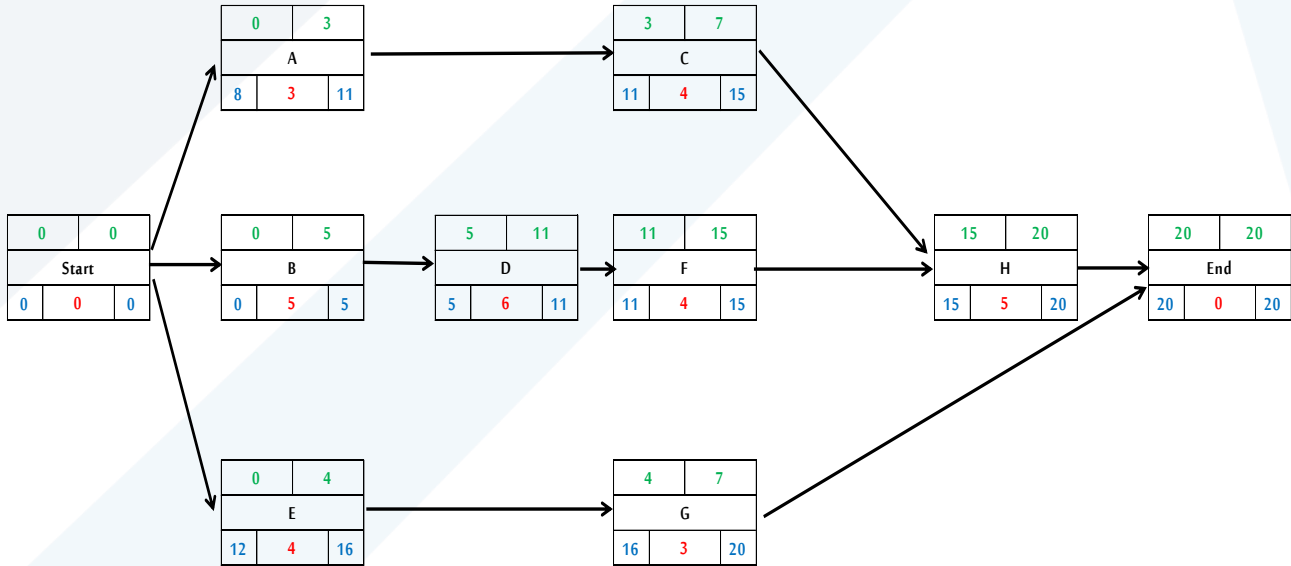 0 3
A
8 3 11
3 7
C
11 4 15
0 0
Start
0 0 0
0 5
B
0 5 5
5 11
D
5 6 11
11 15
F
11 4 15
15 20
H
15 5 20
20 20
End
20 0 20
0 4
E
12 4 16
4 7
G
16 3 20